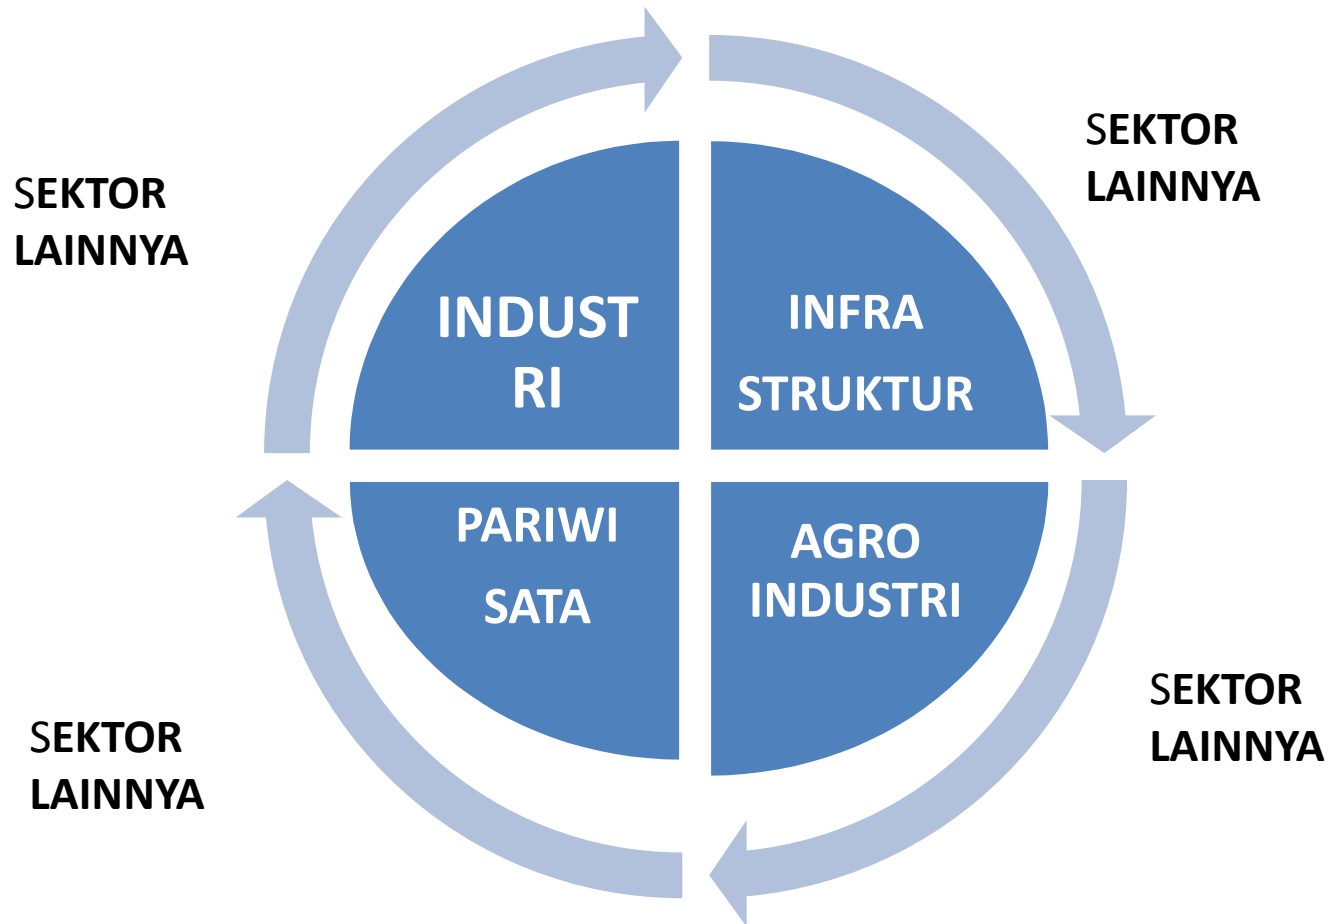 SEKTOR
LAINNYA
SEKTOR
LAINNYA
INDUST
RI
INFRA
STRUKTUR
PARIWI
SATA
AGRO
INDUSTRI
SEKTOR
LAINNYA
SEKTOR
LAINNYA